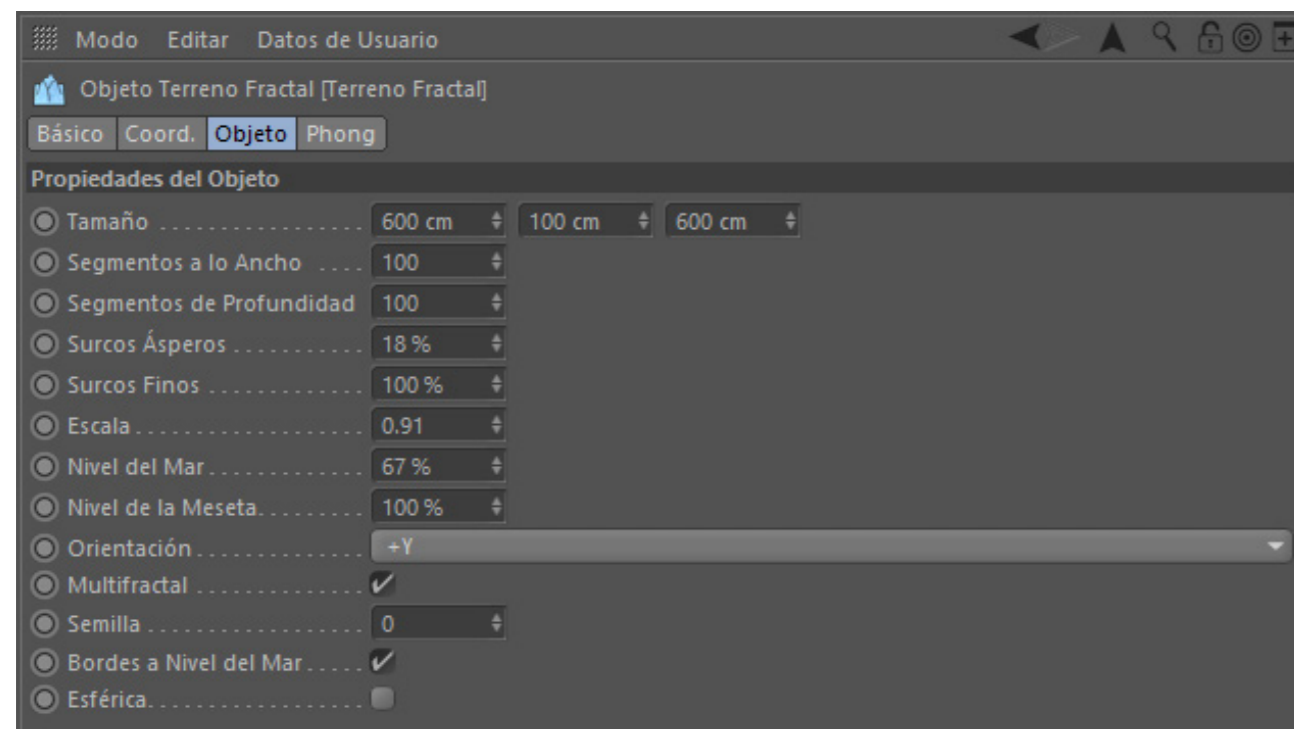 Modo Editar Datos de Usuario
Objeto Terreno Fractal [Terreno Fractal]
Básico Coord. Objeto Phong
Propiedades del Objeto
Tamaño . . . . . . . . . . . . . . . . . . 600 cm 100 cm 600 cm
Segmentos a lo Ancho . . . . 100
Segmentos de Profundidad 100
Surcos Ásperos . . . . . . . . . . . 18 %
Surcos Finos . . . . . . . . . . . . . 100 %
Escala . . . . . . . . . . . . . . . . . . . 0.91
Nivel del Mar . . . . . . . . . . . . . 67 %
Nivel de la Meseta. . . . . . . . . 100 %
Orientación . . . . . . . . . . . . . . +Y
Multifractal . . . . . . . . . . . . . .
Semilla . . . . . . . . . . . . . . . . . . 0
Bordes a Nivel del Mar . . . . .
Esférica. . . . . . . . . . . . . . . . . .